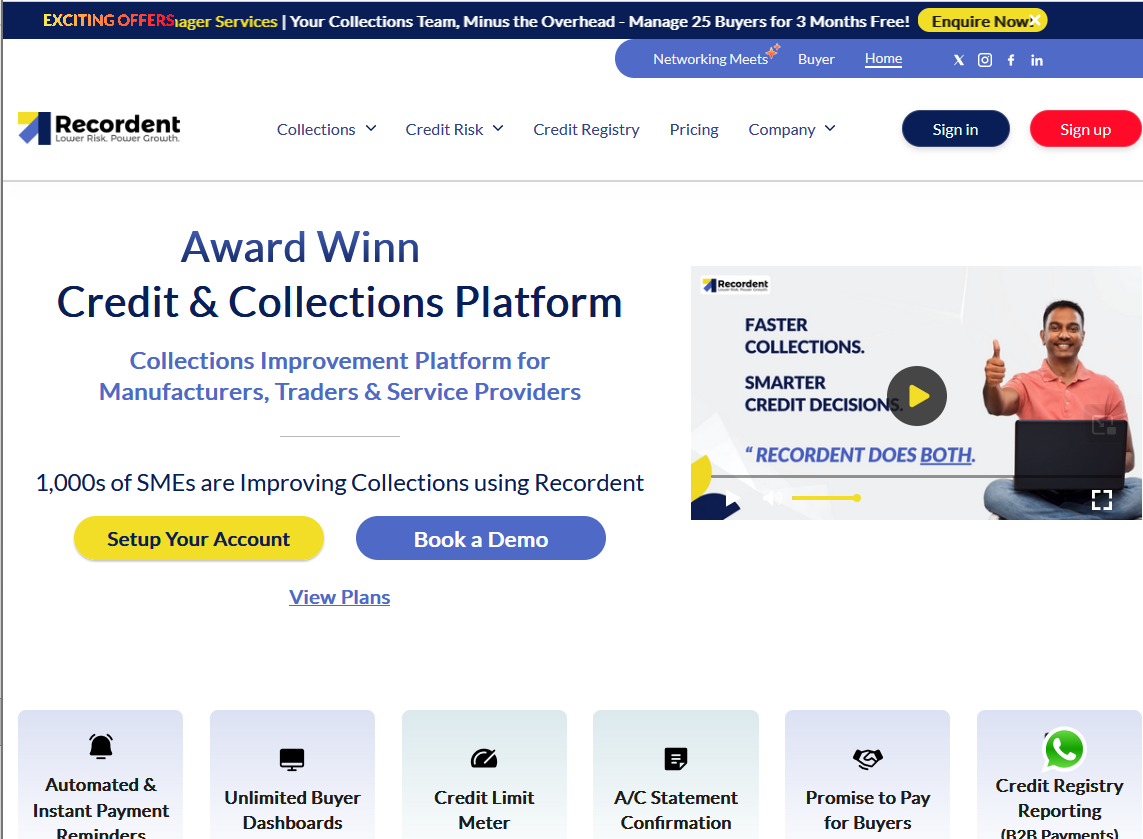 EXCITING OFFERS
ager Services | Your Collections Team, Minus the Overhead - Manage 25 Buyers for 3 Months Free!
Enquire Now!
Networking Meets
Buyer
Home
Recordent
Lower Risk. Power Growth.
Collections
Credit Risk
Credit Registry
Pricing
Company
Sign in
Sign up
Award Winn
Credit & Collections Platform
Collections Improvement Platform for
Manufacturers, Traders & Service Providers
1,000s of SMEs are Improving Collections using Recordent
Setup Your Account
Book a Demo
View Plans
Recordent
Lower Risk. Power Growth.
FASTER
COLLECTIONS.
SMARTER
CREDIT DECISIONS.
“ RECORDENT DOES BOTH.
Automated &
Instant Payment
Reminders
Unlimited Buyer
Dashboards
Credit Limit
Meter
A/C Statement
Confirmation
Promise to Pay
for Buyers
Credit Registry
Reporting
(B2B Payments)